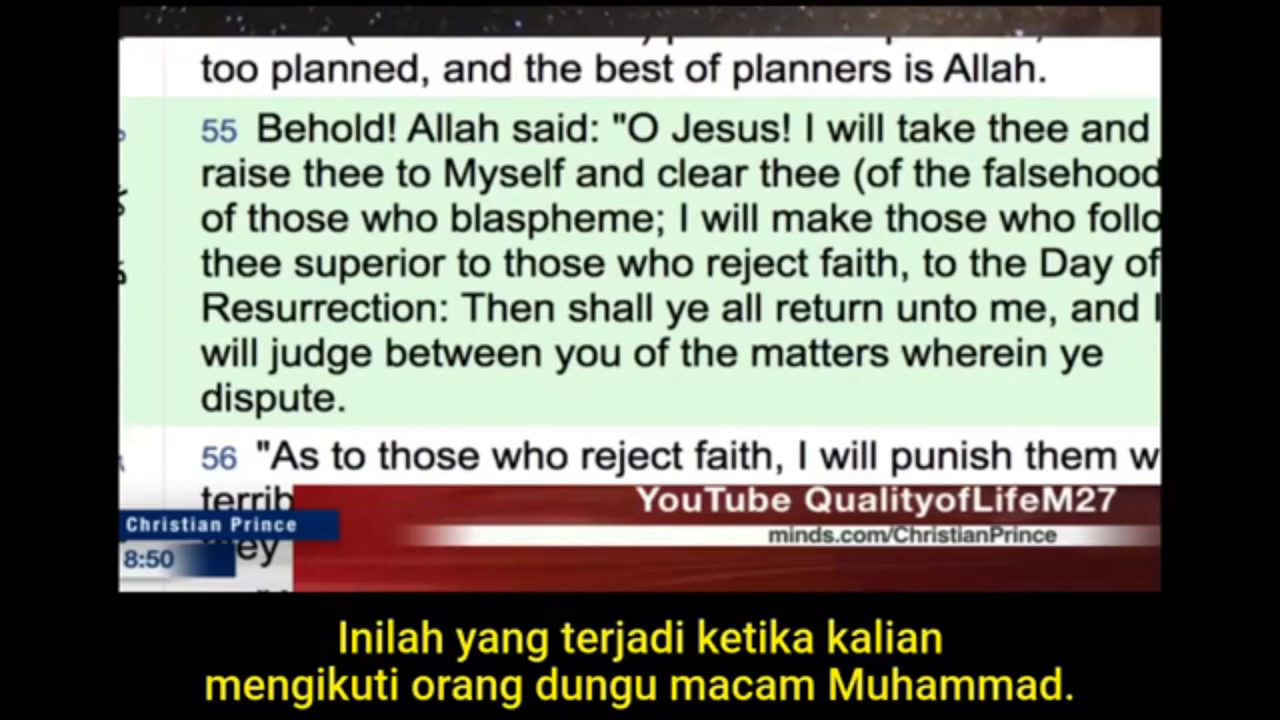 too planned, and the best of planners is Allah.
55 Behold! Allah said: "O Jesus! I will take thee and
raise thee to Myself and clear thee (of the falsehood
of those who blaspheme; I will make those who follo
thee superior to those who reject faith, to the Day of
Resurrection: Then shall ye all return unto me, and I
will judge between you of the matters wherein ye
dispute.
56 "As to those who reject faith, I will punish them w
terrib
YouTube QualityofLifeM27
Christian Prince
minds.com/ChristianPrince
8:50
Inilah yang terjadi ketika kalian
mengikuti orang dungu macam Muhammad.